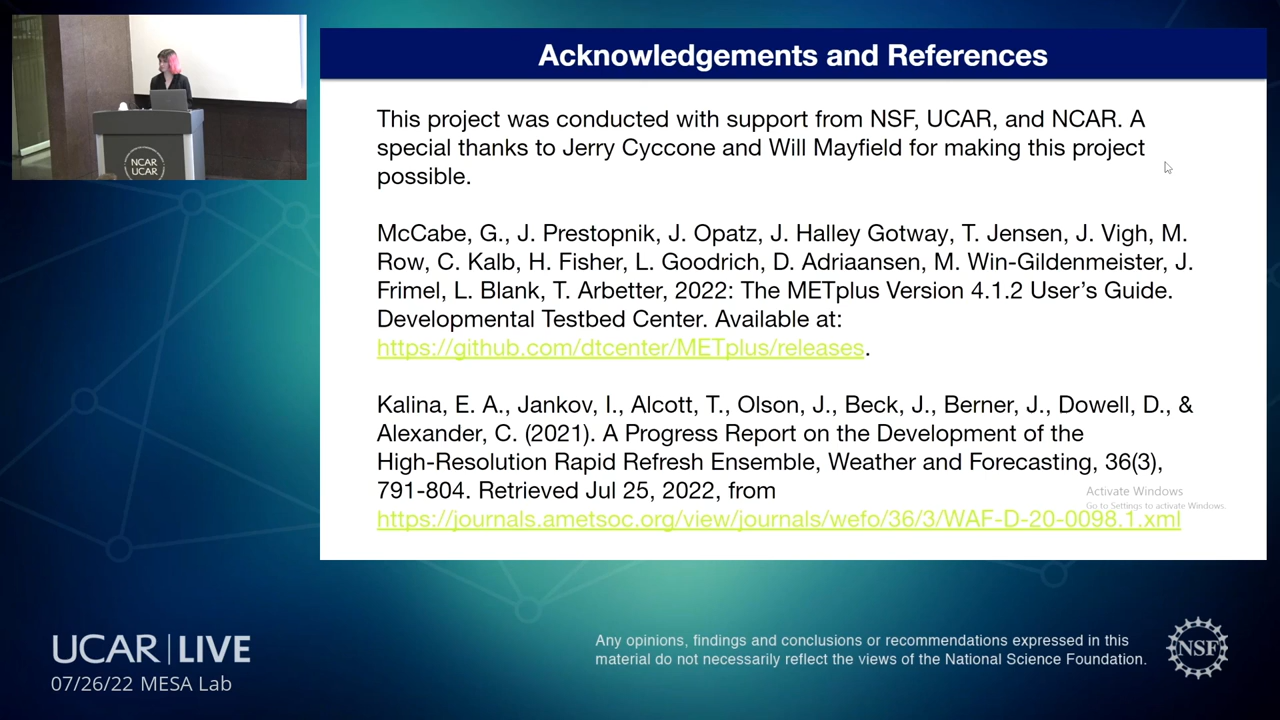 Acknowledgements and References
This project was conducted with support from NSF, UCAR, and NCAR. A
special thanks to Jerry Cyccone and Will Mayfield for making this project
possible.
McCabe, G., J. Prestopnik, J. Opatz, J. Halley Gotway, T. Jensen, J. Vigh, M.
Row, C. Kalb, H. Fisher, L. Goodrich, D. Adriaansen, M. Win-Gildenmeister, J.
Frimel, L. Blank, T. Arbetter, 2022: The METplus Version 4.1.2 User’s Guide.
Developmental Testbed Center. Available at:
https://github.com/dtcenter/METplus/releases.
Kalina, E. A., Jankov, I., Alcott, T., Olson, J., Beck, J., Berner, J., Dowell, D., &
Alexander, C. (2021). A Progress Report on the Development of the
High-Resolution Rapid Refresh Ensemble, Weather and Forecasting, 36(3),
791-804. Retrieved Jul 25, 2022, from
https://journals.ametsoc.org/view/journals/wefo/36/3/WAF-D-20-0098.1.xml
Activate Windows
Go to Settings to activate Windows.
NCAR
UCAR
UCAR | LIVE
07/26/22 MESA Lab
Any opinions, findings and conclusions or recommendations expressed in this
material do not necessarily reflect the views of the National Science Foundation.
NSF